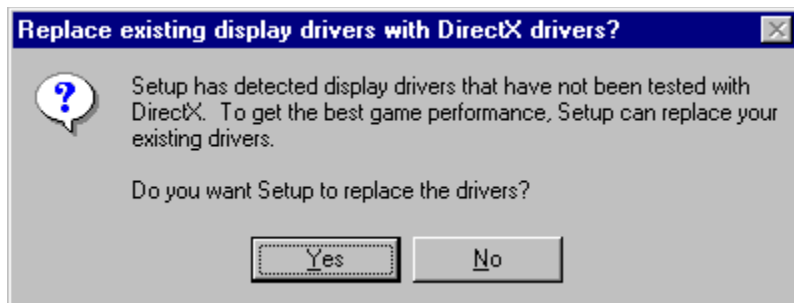 Replace existing display drivers with DirectX drivers?
?
Setup has detected display drivers that have not been tested with
DirectX.  To get the best game performance, Setup can replace your
existing drivers.
Do you want Setup to replace the drivers?
Yes
No